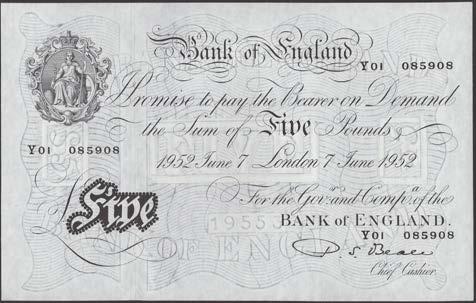 Bank of England
Y01 085908
I Promise to pay the Bearer on Demand
the Sum of Five Pounds
Y01 085908
1952 June 7 London 7 June 1952
For the Govr. and Compa. of the
BANK OF ENGLAND.
Y01 085908
£Five
P. S. Beale
Chief Cashier.